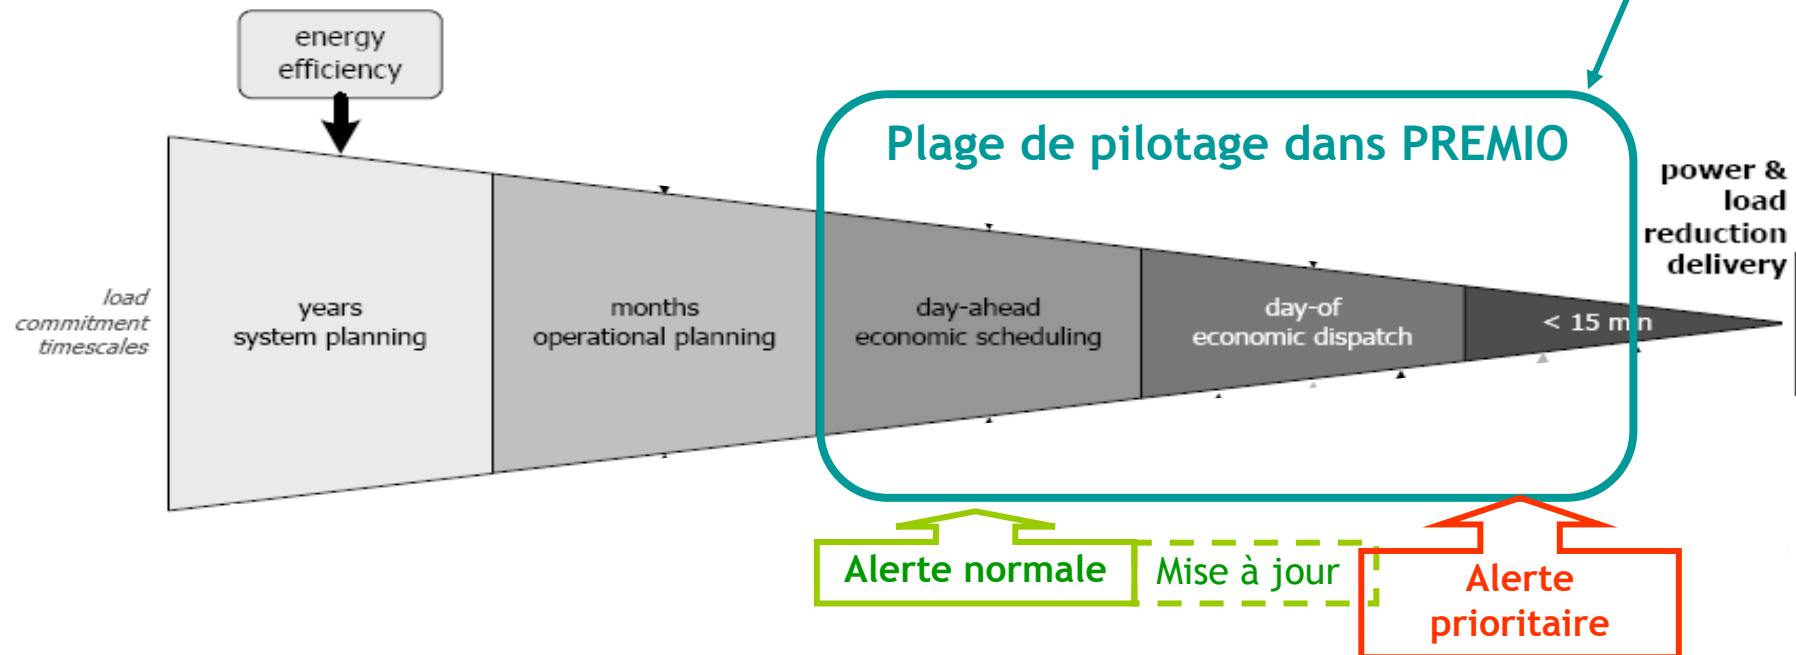 energy
efficiency
Plage de pilotage dans PREMIO
power &
load
reduction
delivery
load
commitment
timescales
years
system planning
months
operational planning
day-ahead
economic scheduling
day-of
economic dispatch
< 15 min
Alerte normale
Mise à jour
Alerte
prioritaire